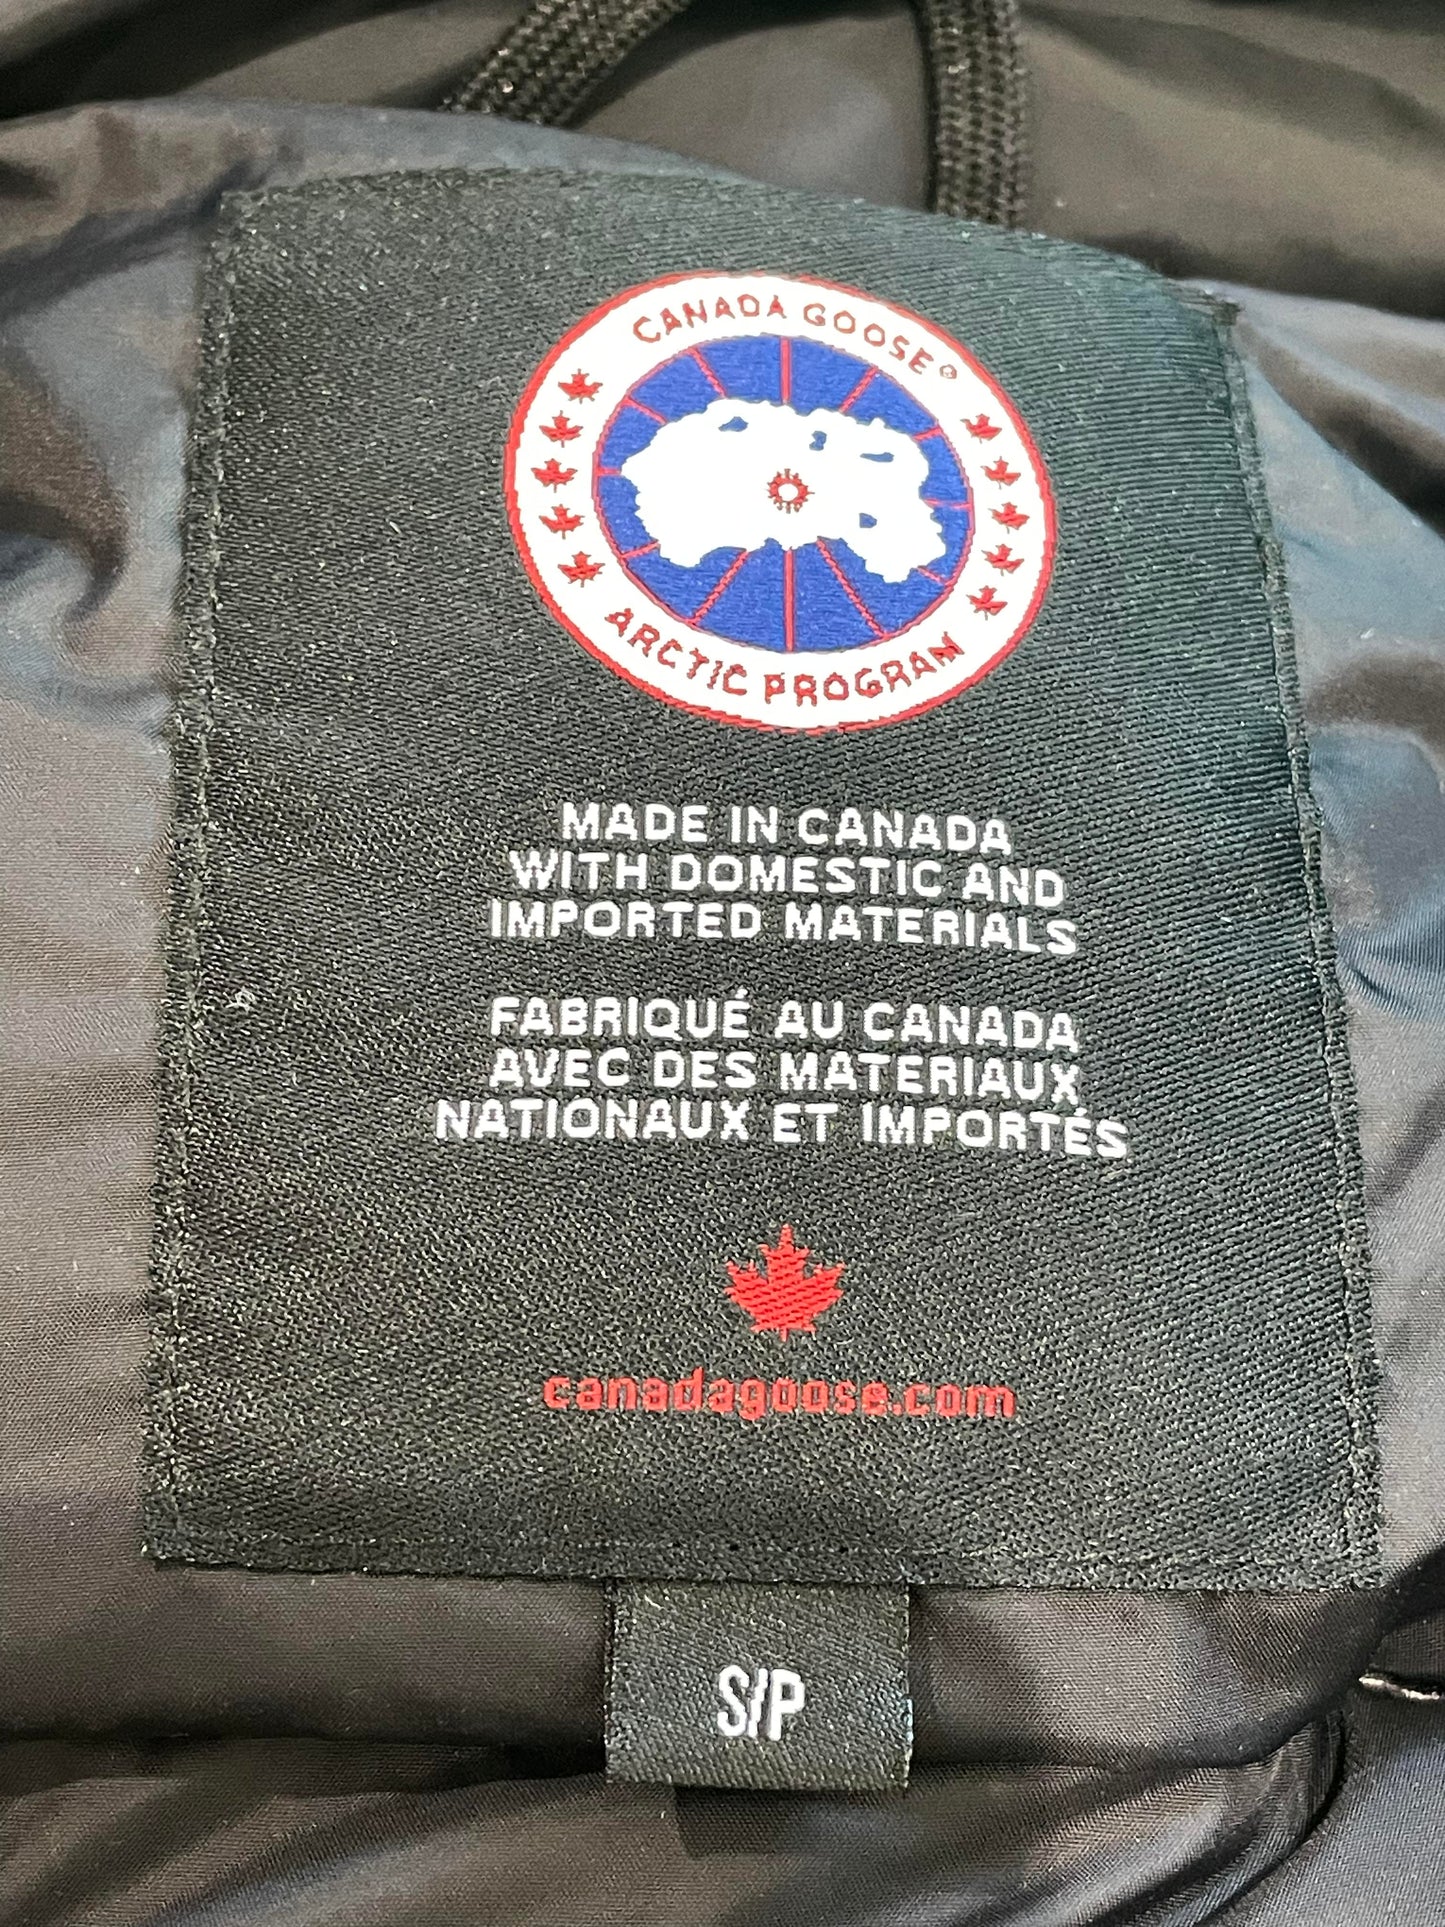 CANADA GOOSE®
ARCTIC PROGRAM
MADE IN CANADA
WITH DOMESTIC AND
IMPORTED MATERIALS
FABRIQUÉ AU CANADA
AVEC DES MATERIAUX
NATIONAUX ET IMPORTÉS
canadagoose.com
S/P